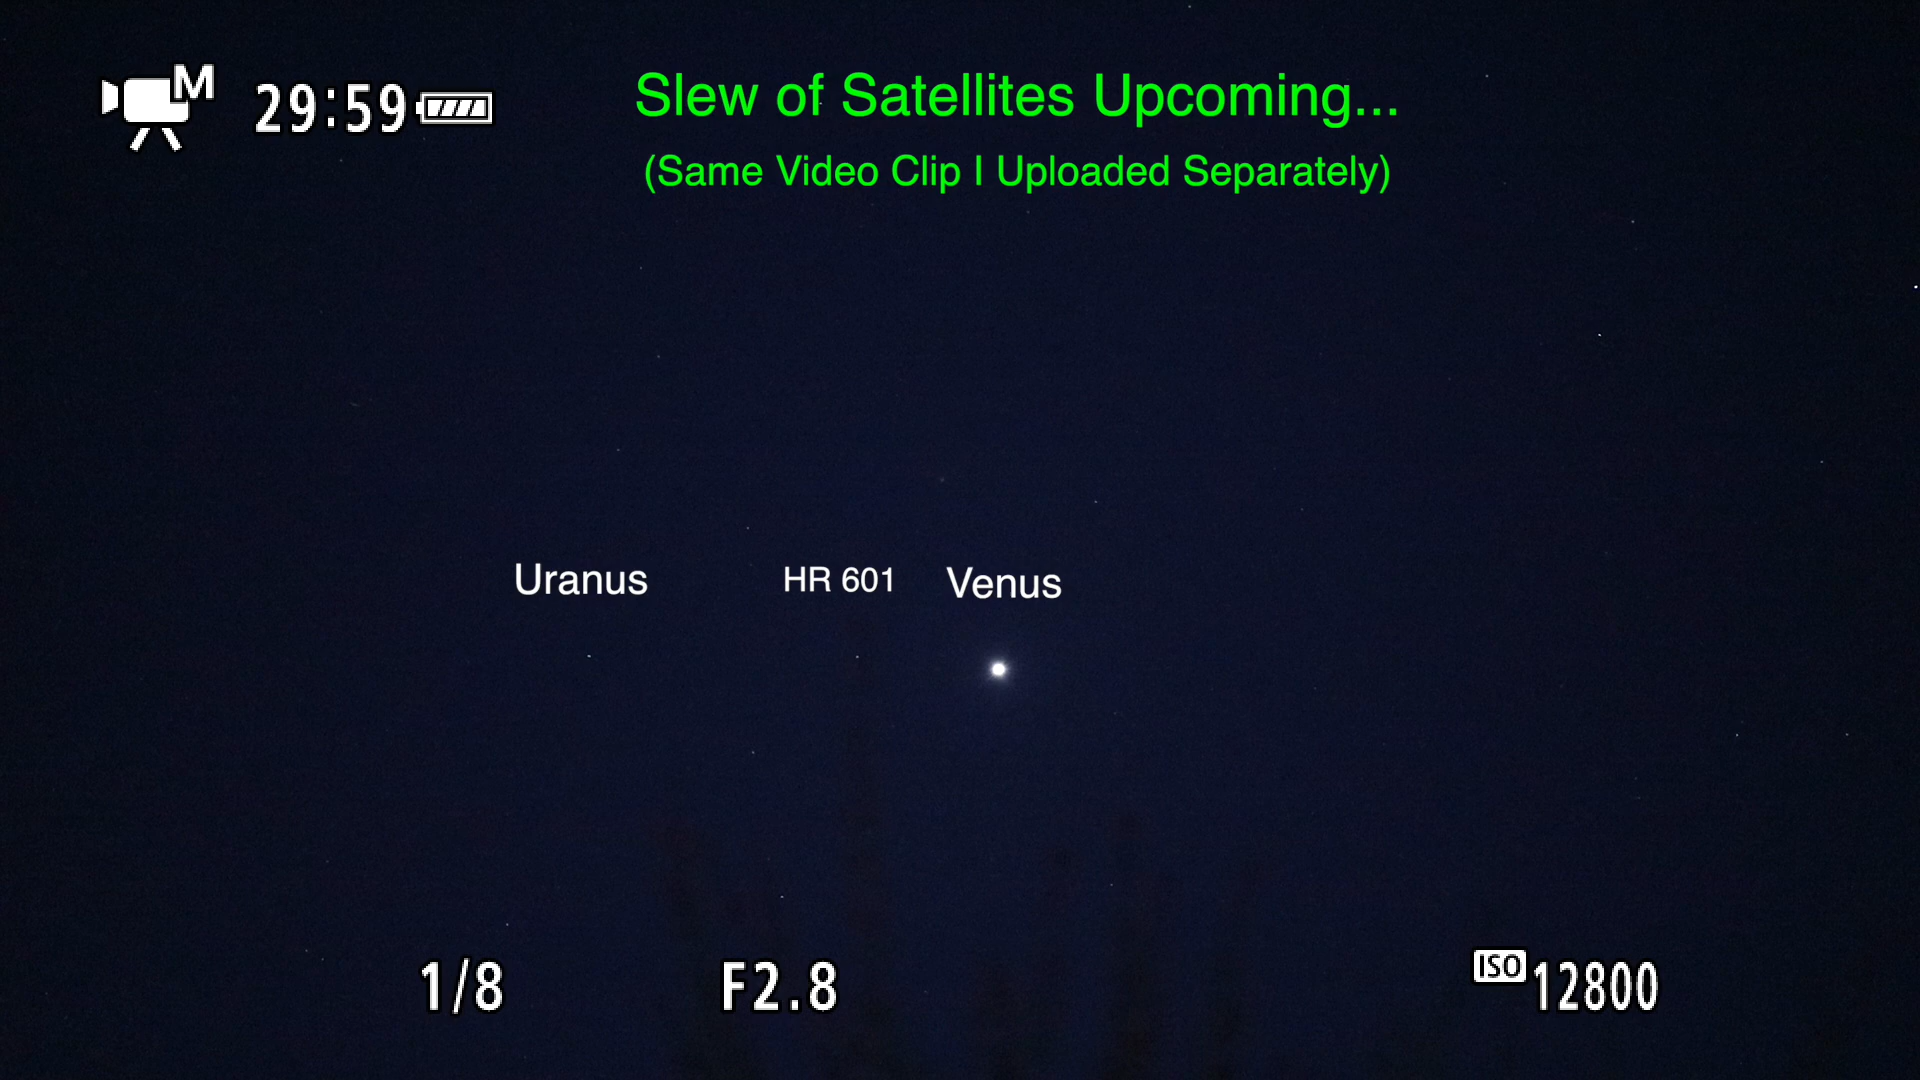 M 29:59
Slew of Satellites Upcoming...
(Same Video Clip I Uploaded Separately)
Uranus HR 601 Venus
1/8 F2.8 ISO 12800